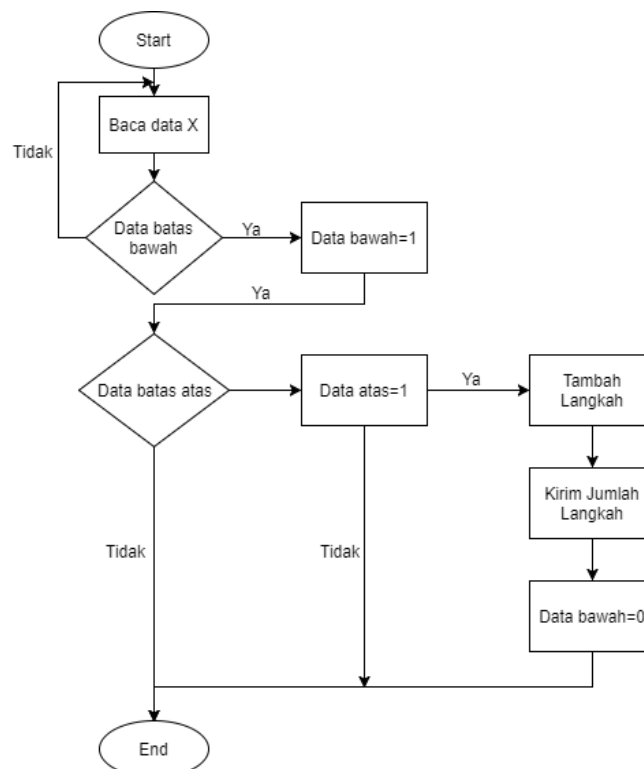 Start
Baca data X
Tidak
Data batas
bawah
Ya
Data bawah=1
Ya
Data batas atas
Data atas=1
Ya
Tambah
Langkah
Kirim Jumlah
Langkah
Tidak
Tidak
Data bawah=0
End